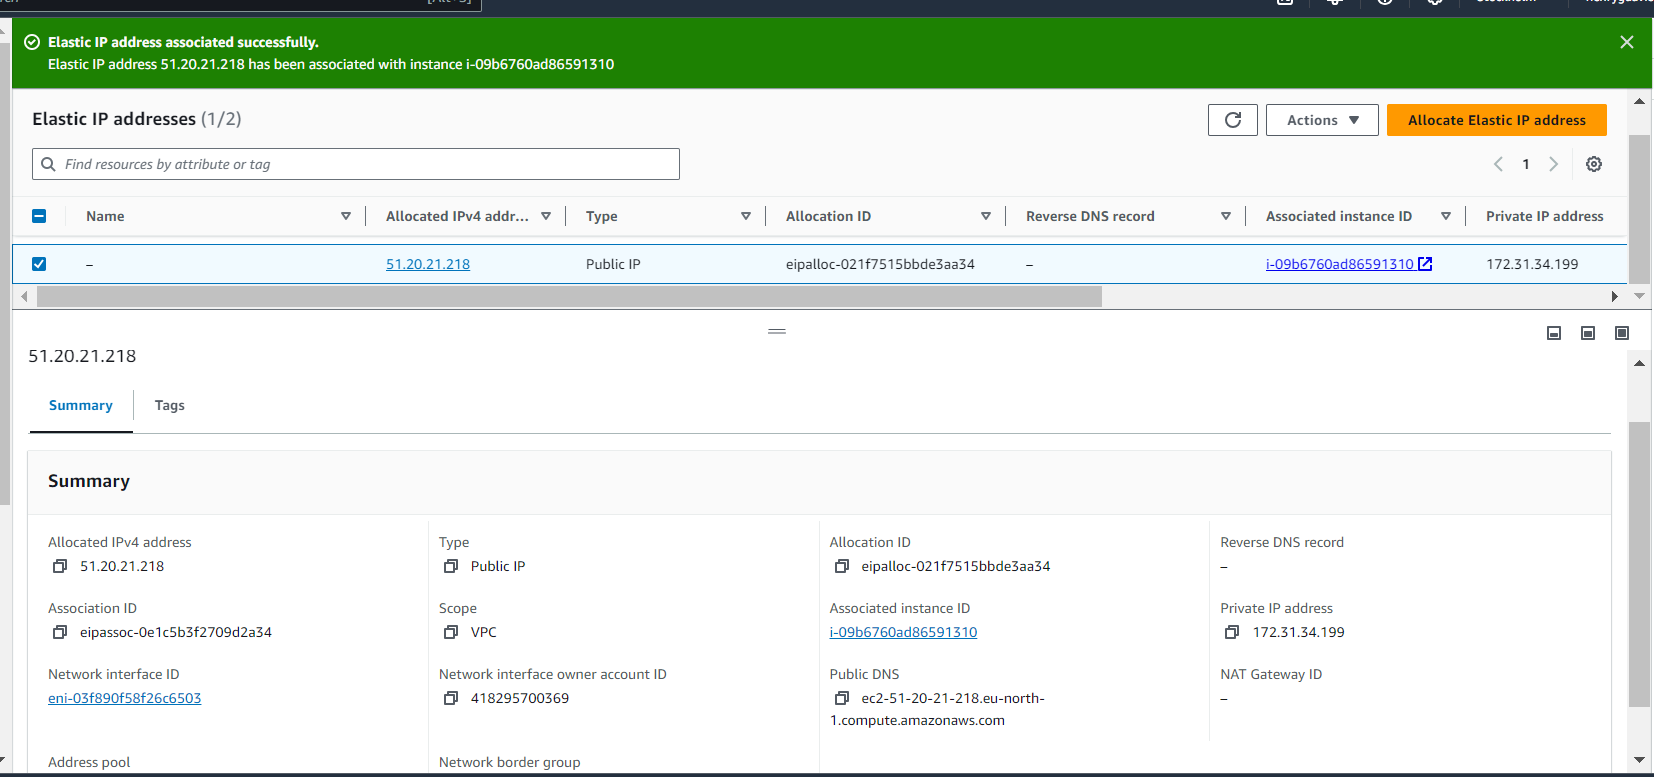 [Alt+S]
Stockholm
Elastic IP address associated successfully.
Elastic IP address 51.20.21.218 has been associated with instance i-09b6760ad86591310
Elastic IP addresses (1/2)
Actions
Allocate Elastic IP address
Find resources by attribute or tag
1
Name Allocated IPv4 addr... Type Allocation ID Reverse DNS record Associated instance ID Private IP address
– 51.20.21.218 Public IP eipalloc-021f7515bbde3aa34 – i-09b6760ad86591310 172.31.34.199
51.20.21.218
Summary Tags
Summary
Allocated IPv4 address Type Allocation ID Reverse DNS record
51.20.21.218 Public IP eipalloc-021f7515bbde3aa34 –
Association ID Scope Associated instance ID Private IP address
eipassoc-0e1c5b3f2709d2a34 VPC i-09b6760ad86591310 172.31.34.199
Network interface ID Network interface owner account ID Public DNS NAT Gateway ID
eni-03f890f58f26c6503 418295700369 ec2-51-20-21-218.eu-north- –
1.compute.amazonaws.com
Address pool Network border group